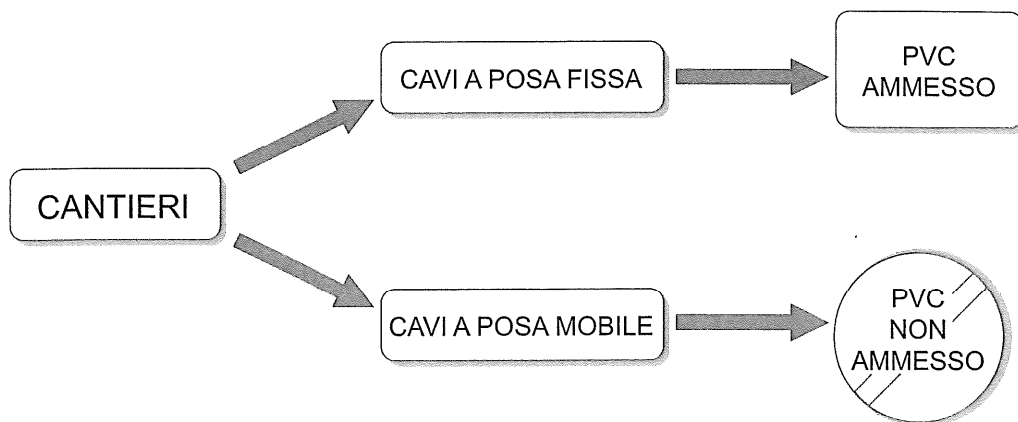 CANTIERI
CAVI A POSA FISSA
PVC
AMMESSO
CAVI A POSA MOBILE
PVC
NON
AMMESSO